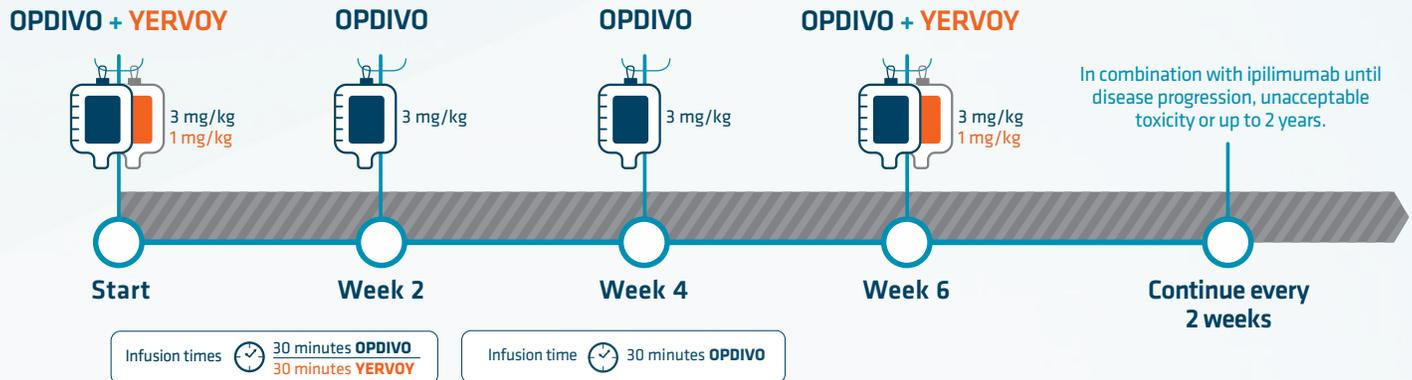 OPDIVO + YERVOY
OPDIVO
OPDIVO
OPDIVO + YERVOY
3 mg/kg
1 mg/kg
3 mg/kg
3 mg/kg
3 mg/kg
1 mg/kg
In combination with ipilimumab until
disease progression, unacceptable
toxicity or up to 2 years.
Start
Week 2
Week 4
Week 6
Continue every
2 weeks
Infusion times
30 minutes OPDIVO
30 minutes YERVOY
Infusion time
30 minutes OPDIVO